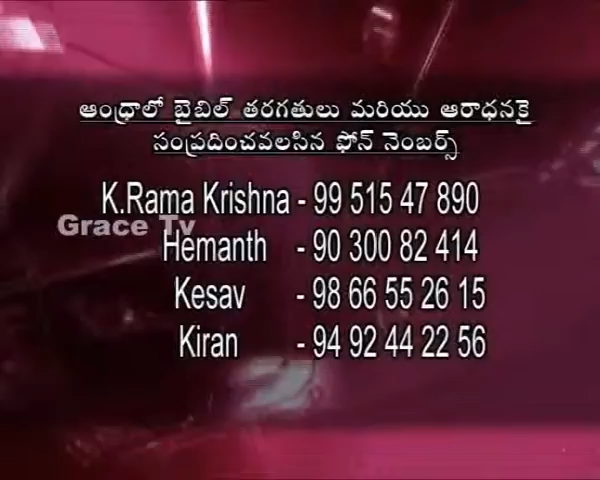 ఆంధ్రాలో బైబిల్ తరగతులు మరియు ఆరాధనకై
సంప్రదించవలసిన ఫోన్ నెంబర్స్
K.Rama Krishna - 99 515 47 890
Grace Tv
Hemanth - 90 300 82 414
Kesav - 98 66 55 26 15
Kiran - 94 92 44 22 56